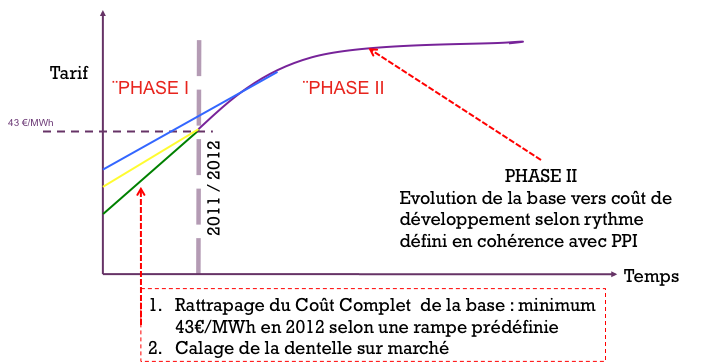 Tarif
¨PHASE I
¨PHASE II
43 €/MWh
2011 / 2012
PHASE II
Evolution de la base vers coût de
développement selon rythme
défini en cohérence avec PPI
Temps
1. Rattrapage du Coût Complet de la base : minimum
43€/MWh en 2012 selon une rampe prédéfinie
2. Calage de la dentelle sur marché